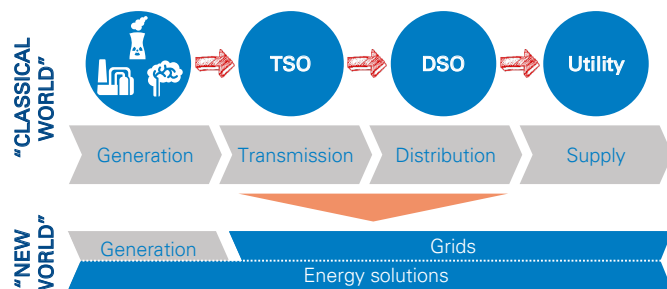 "CLASSICAL
WORLD"
TSO
DSO
Utility
Generation
Transmission
Distribution
Supply
"NEW
WORLD"
Generation
Grids
Energy solutions